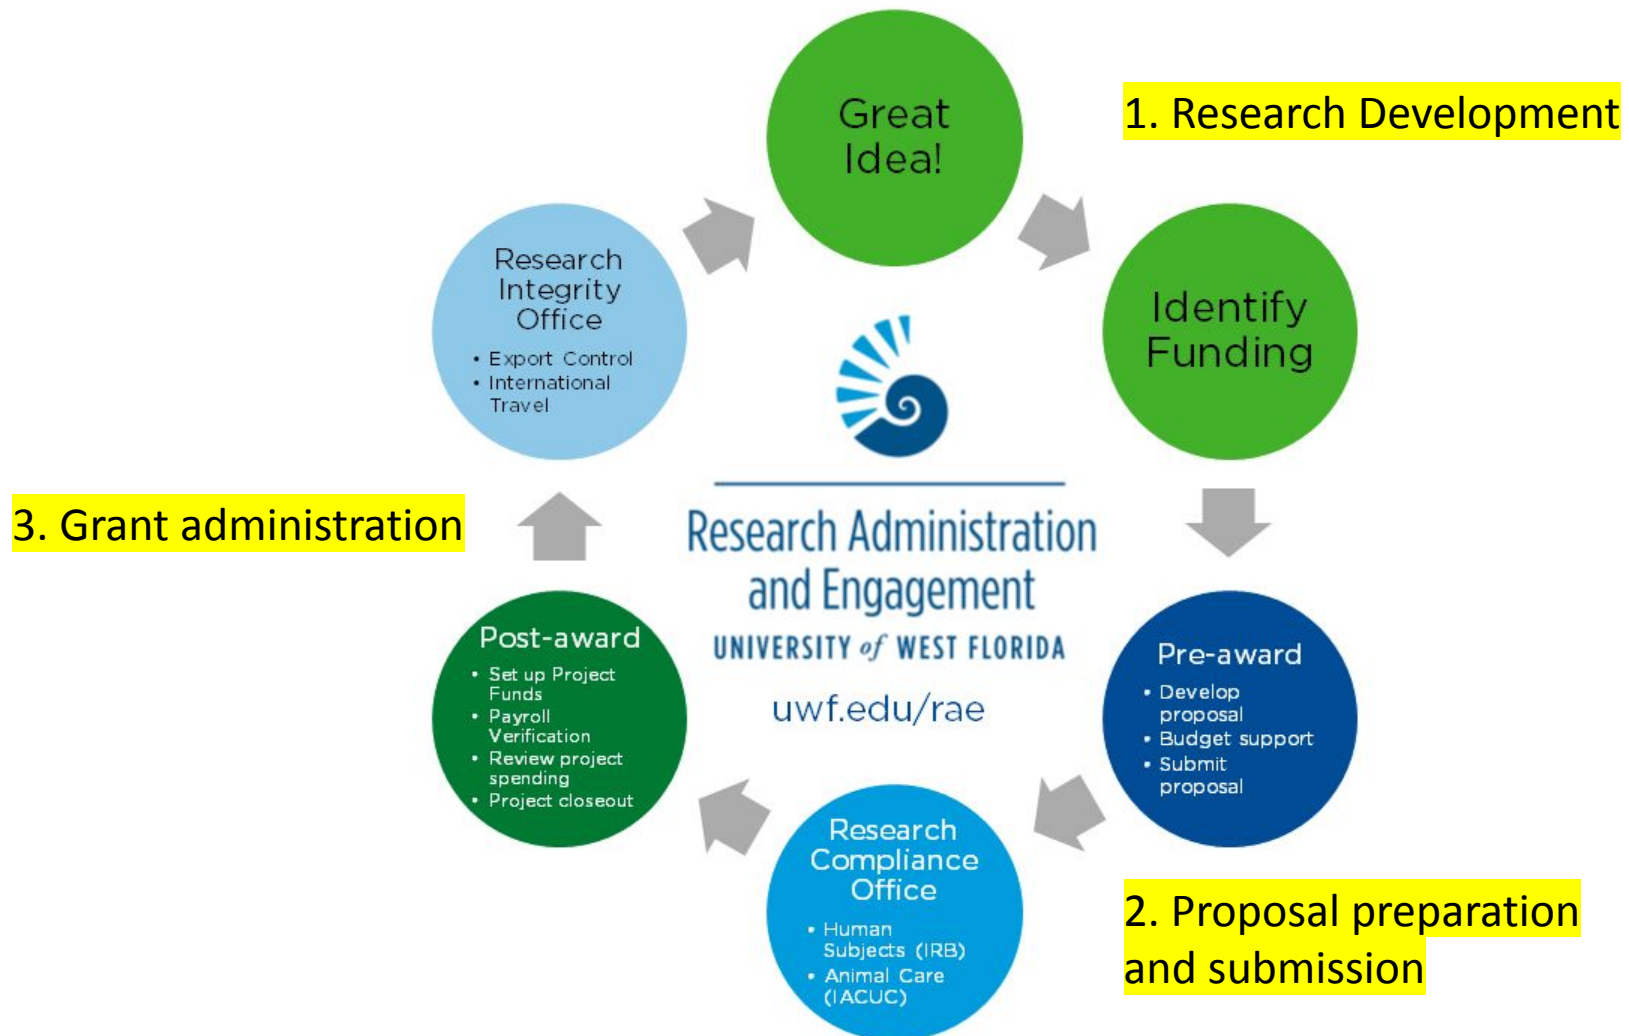 Great
Idea!
1. Research Development
Identify
Funding
Pre-award
• Develop
proposal
• Budget support
• Submit
proposal
2. Proposal preparation
and submission
Research
Compliance
Office
• Human
Subjects (IRB)
• Animal Care
(IACUC)
Post-award
• Set up Project
Funds
• Payroll
Verification
• Review project
spending
• Project closeout
3. Grant administration
Research
Integrity
Office
• Export Control
• International
Travel
Research Administration
and Engagement
UNIVERSITY of WEST FLORIDA
uwf.edu/rae